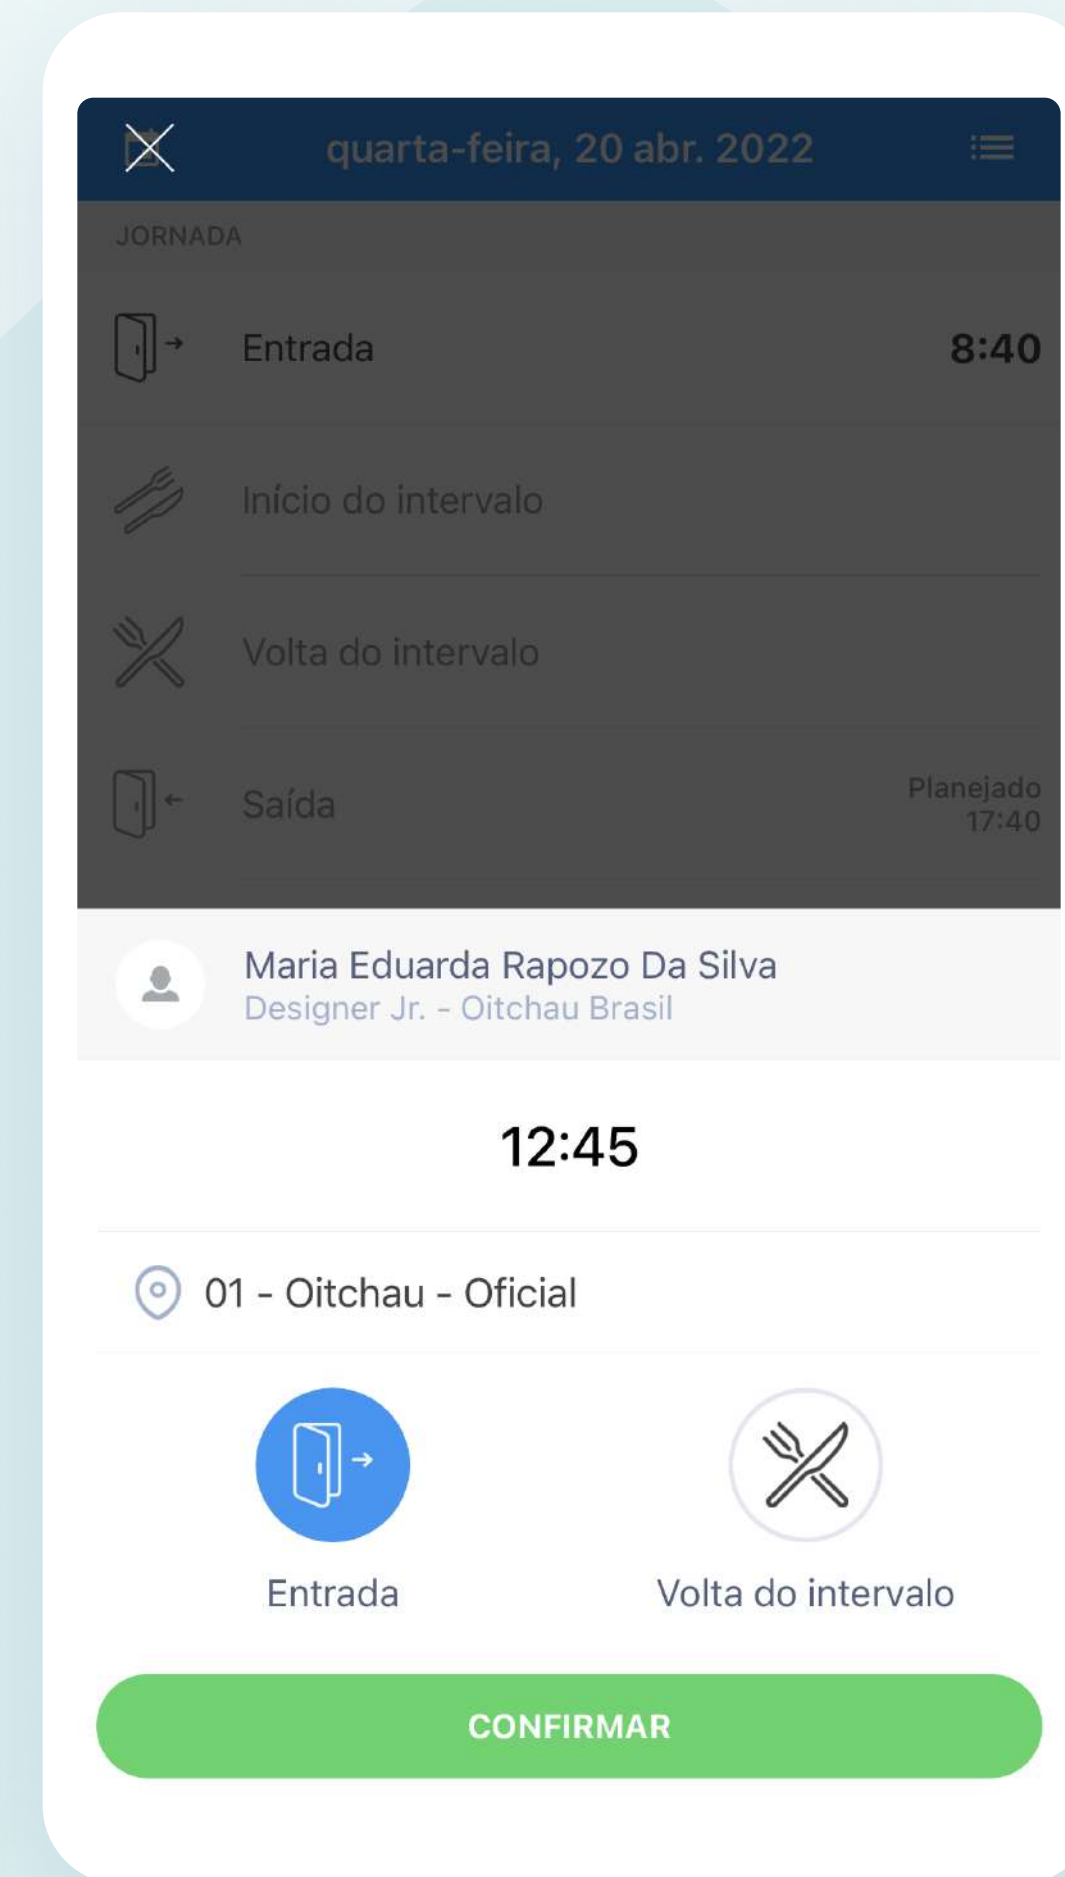 quarta-feira, 20 abr. 2022
JORNADA
Entrada 8:40
Início do intervalo
Volta do intervalo
Saída Planejado
17:40
Maria Eduarda Rapozo Da Silva
Designer Jr. - Oitchau Brasil
12:45
01 - Oitchau - Oficial
Entrada Volta do intervalo
CONFIRMAR